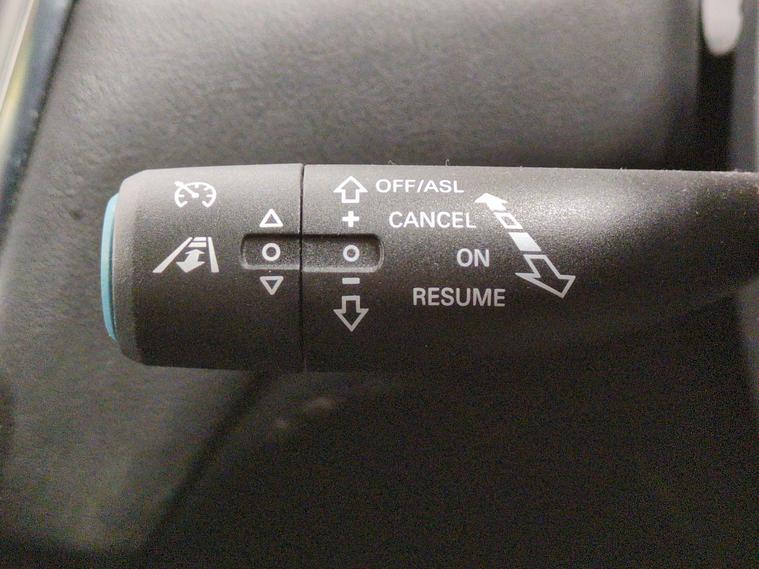 OFF/ASL
+ CANCEL
O O ON
- RESUME